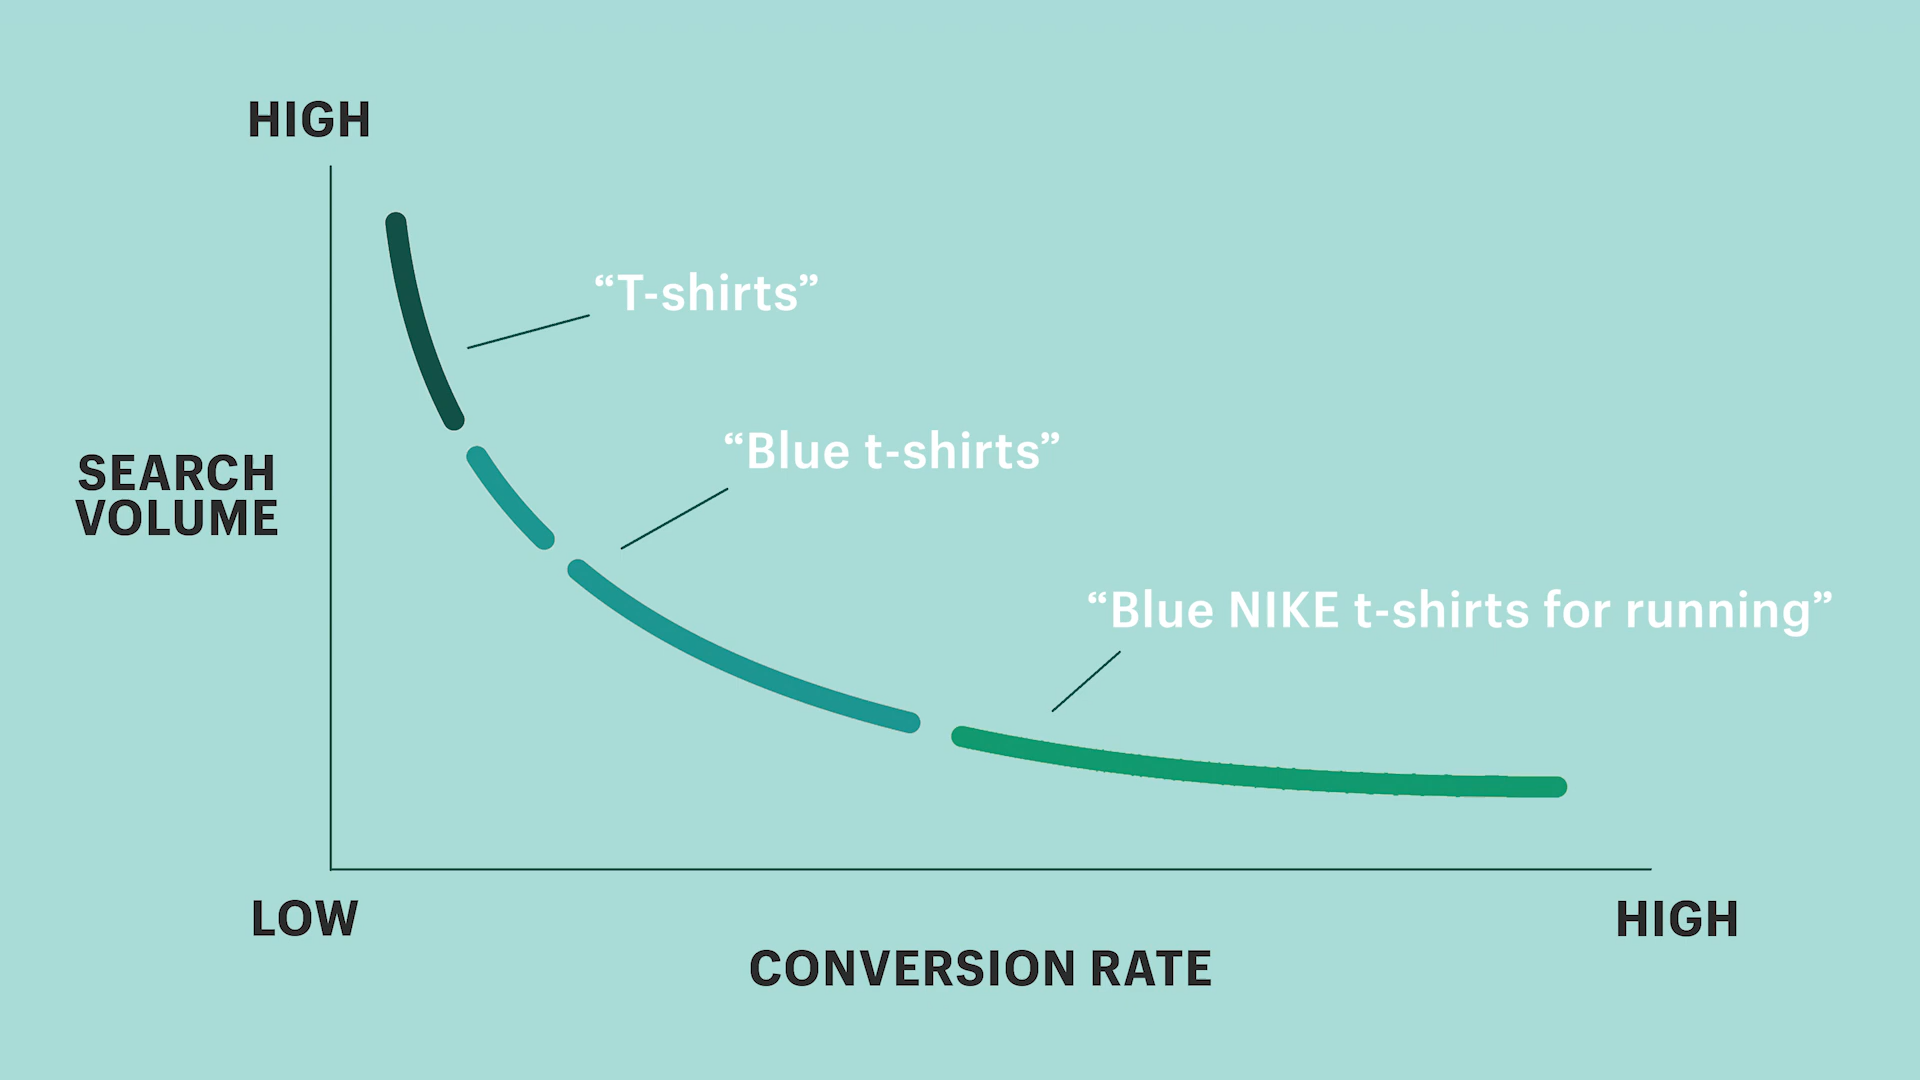 HIGH
“T-shirts”
“Blue t-shirts”
SEARCH
VOLUME
“Blue NIKE t-shirts for running”
LOW
HIGH
CONVERSION RATE